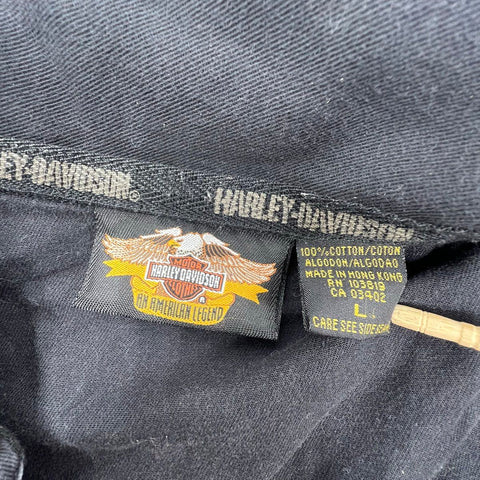 HARLEY-DAVIDSON®
HARLEY-DAVIDSON
MOTOR
HARLEY-DAVIDSON
CYCLES
AN AMERICAN LEGEND
100% COTTON/COTON
ALGODON/ALGODAO
MADE IN HONG KONG
RN 103819
CA 03402
L
CARE SEE SIDE